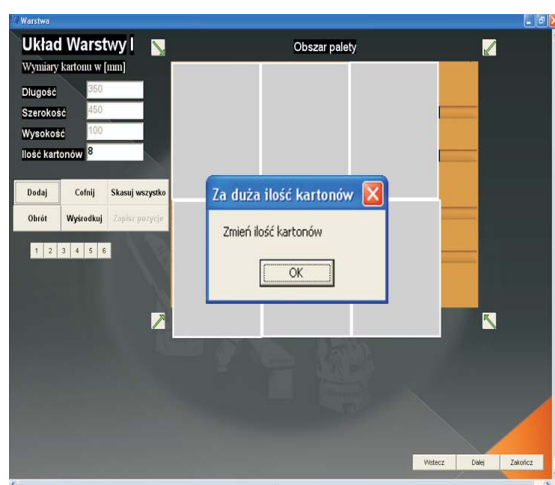 Warstwa
Układ Warstwy I
Obszar palety
Wymiary kartonu w [mm]
Długość 350
Szerokość 450
Wysokość 100
Ilość kartonów 8
Dodaj Cofnij Skasuj wszystko
Obrót Wyśrodkuj Zapisz pozycje
1 2 3 4 5 6
Za duża ilość kartonów
Zmień ilość kartonów
OK
Wstecz Dalej Zakończ